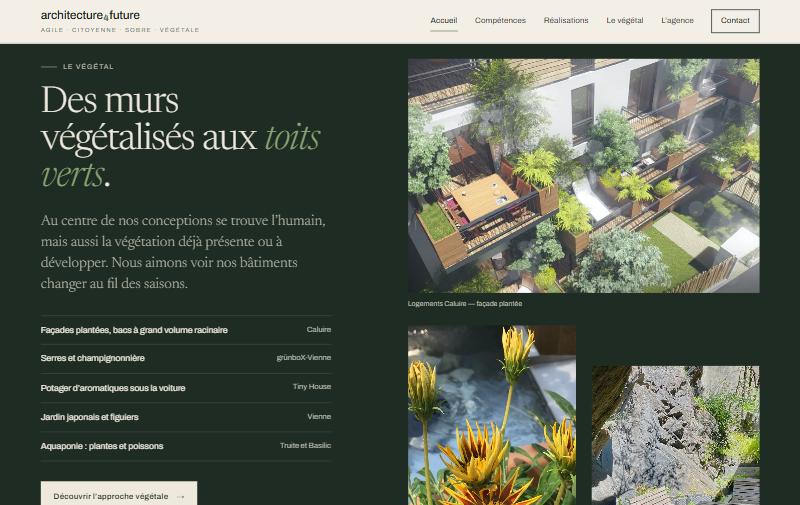 architecture4future
AGILE · CITOYENNE · SOBRE · VÉGÉTALE
Accueil
Compétences
Réalisations
Le végétal
L'agence
Contact
LE VÉGÉTAL
Des murs
végétalisés aux toits
verts.
Au centre de nos conceptions se trouve l'humain,
mais aussi la végétation déjà présente ou à
développer. Nous aimons voir nos bâtiments
changer au fil des saisons.
Façades plantées, bacs à grand volume racinaire
Caluire
Serres et champignonnière
grünboX-Vienne
Potager d'aromatiques sous la voiture
Tiny House
Jardin japonais et figuiers
Vienne
Aquaponie : plantes et poissons
Truite et Basilic
Découvrir l'approche végétale →
Logements Caluire — façade plantée